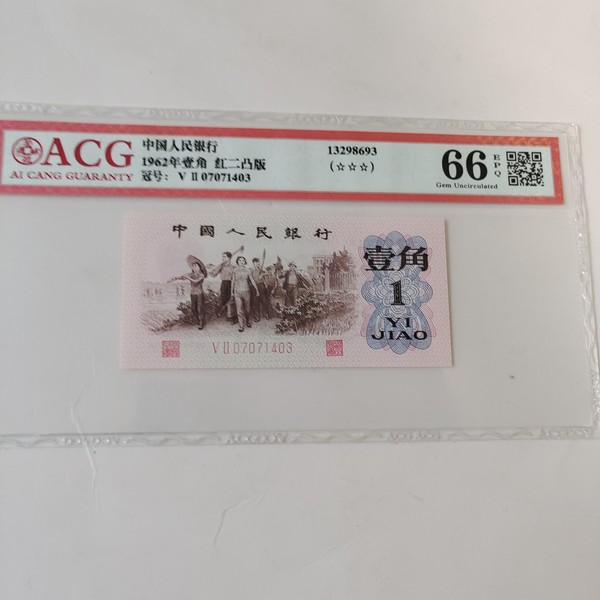 ACG
AI CANG GUARANTY
中国人民银行
1962年壹角 红二凸版
冠号: V II 07071403
13298693
(☆☆☆)
66
EPQ
Gem Uncirculated
中國人民銀行
壹角
1
YI
JIAO
V II 07071403